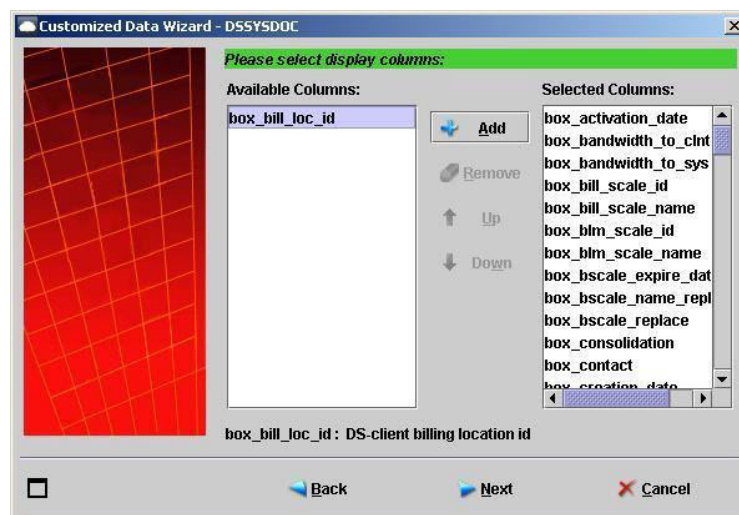 Customized Data Wizard - DSSYSDOC
Please select display columns:
Available Columns:
box_bill_loc_id
Add
Remove
Up
Down
Selected Columns:
box_activation_date
box_bandwidth_to_clnt
box_bandwidth_to_sys
box_bill_scale_id
box_bill_scale_name
box_blm_scale_id
box_blm_scale_name
box_bscale_expire_dat
box_bscale_name_repl
box_bscale_replace
box_consolidation
box_contact
box_creation_date
box_bill_loc_id : DS-client billing location id
Back
Next
Cancel